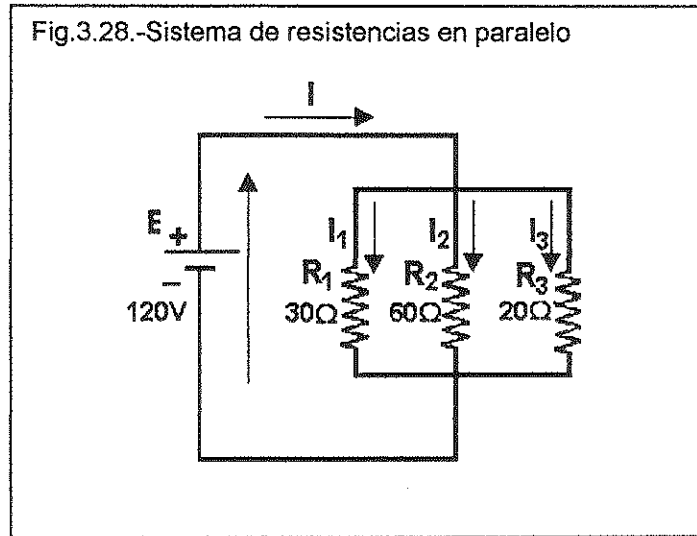 Fig.3.28.-Sistema de resistencias en paralelo
I
E + I₁ I₂ I₃
R₁ R₂ R₃
− 30Ω 60Ω 20Ω
120V